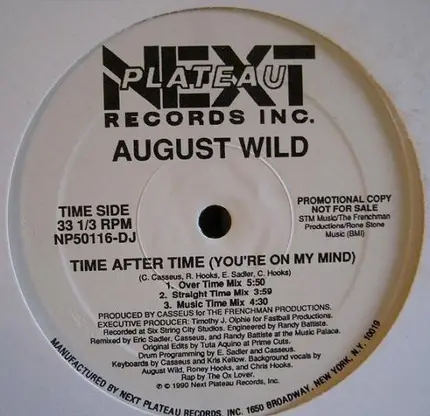 NEXT
PLATEAU
RECORDS INC.
AUGUST WILD
TIME SIDE
33 1/3 RPM
NP50116-DJ
PROMOTIONAL COPY
NOT FOR SALE
STM Music/The Frenchman
Productions/Rone Stone
Music (BMI)
TIME AFTER TIME (YOU'RE ON MY MIND)
(C. Casseus, R. Hooks, E. Sadler, C. Hooks)
1. Over Time Mix 5:50
2. Straight Time Mix 3:59
3. Music Time Mix 4:30
PRODUCED BY CASSEUS for THE FRENCHMAN PRODUCTIONS.
EXECUTIVE PRODUCER: Timothy J. Olphie for Fastball Productions.
Recorded at Six String City Studios. Engineered by Randy Battiste.
Remixed by Eric Sadler, Casseus, and Randy Battiste at the Music Palace.
Original Edits by Tuta Aquino at Prime Cuts.
Drum Programming by E. Sadler and Casseus.
Keyboards by Casseus and Kris Kellow. Background vocals by
August Wild, Roney Hooks, and Chris Hooks.
Rap by The Ox Lover.
© ℗ 1990 Next Plateau Records, Inc.
MANUFACTURED BY NEXT PLATEAU RECORDS, INC. 1650 BROADWAY, NEW YORK, N.Y. 10019